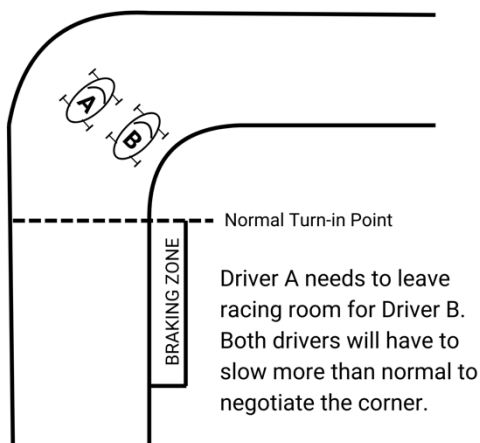 A
B
Normal Turn-in Point
BRAKING ZONE
Driver A needs to leave
racing room for Driver B.
Both drivers will have to
slow more than normal to
negotiate the corner.